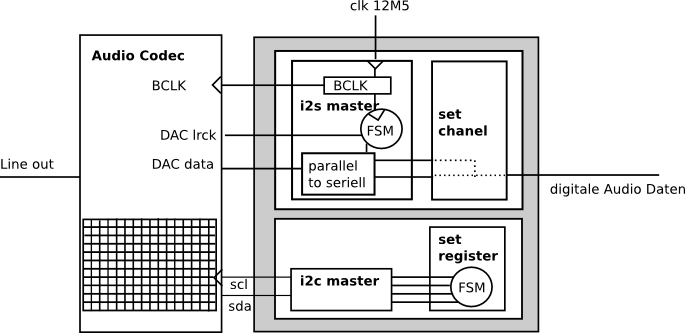 clk 12M5
Audio Codec
BCLK
BCLK
i2s master
set
chanel
DAC lrck
FSM
Line out
DAC data
parallel
to seriell
digitale Audio Daten
set
register
scl
i2c master
FSM
sda